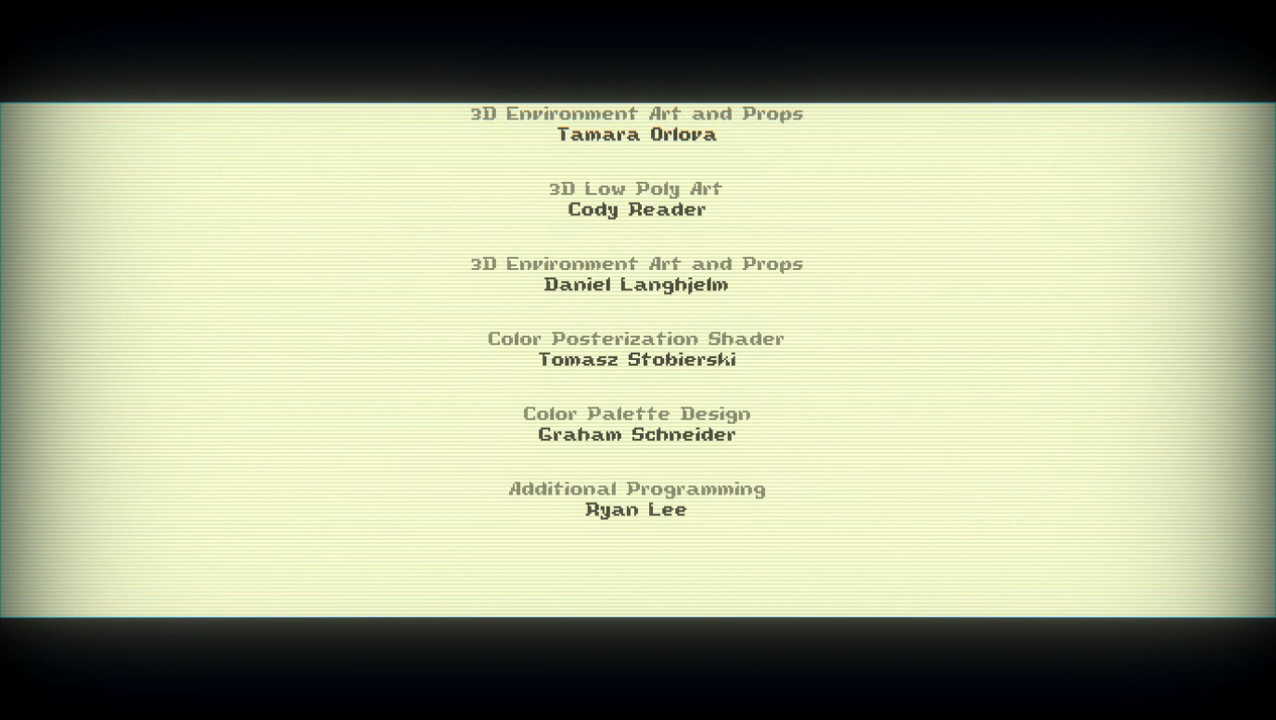 3D Environment Art and Props
Tamara Orlova
3D Low Poly Art
Cody Reader
3D Environment Art and Props
Daniel Langhjelm
Color Posterization Shader
Tomasz Stobierski
Color Palette Design
Graham Schneider
Additional Programming
Ryan Lee